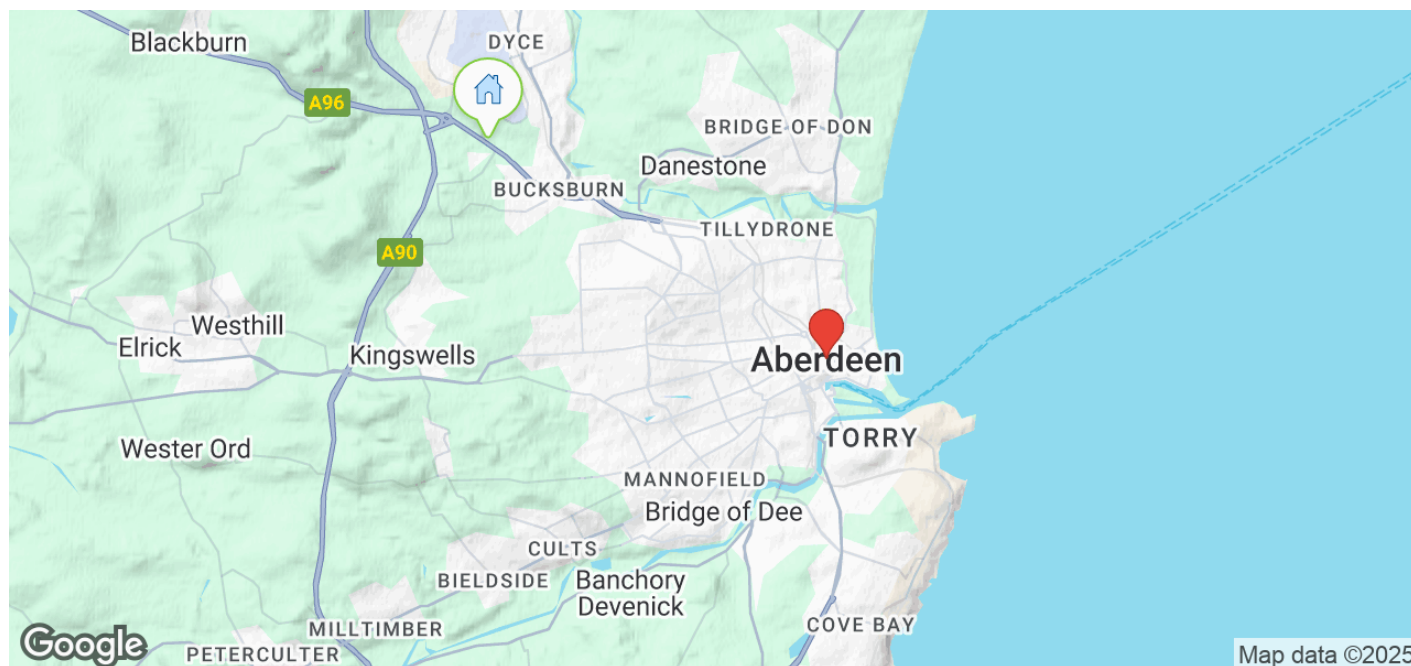 Blackburn
DYCE
A96
BRIDGE OF DON
Danestone
BUCKSBURN
TILLYDRONE
A90
Westhill
Elrick
Kingswells
Aberdeen
TORRY
Wester Ord
MANNOFIELD
Bridge of Dee
CULTS
BIELDSIDE
Banchory
Devenick
MILLTIMBER
COVE BAY
PETERCULTER
Google
Map data ©2025